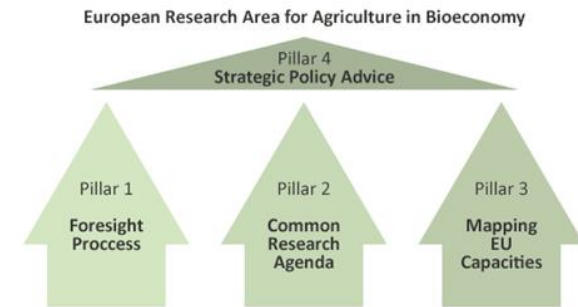 European Research Area for Agriculture in Bioeconomy
Pillar 4
Strategic Policy Advice
Pillar 1
Foresight
Proccess
Pillar 2
Common
Research
Agenda
Pillar 3
Mapping
EU
Capacities